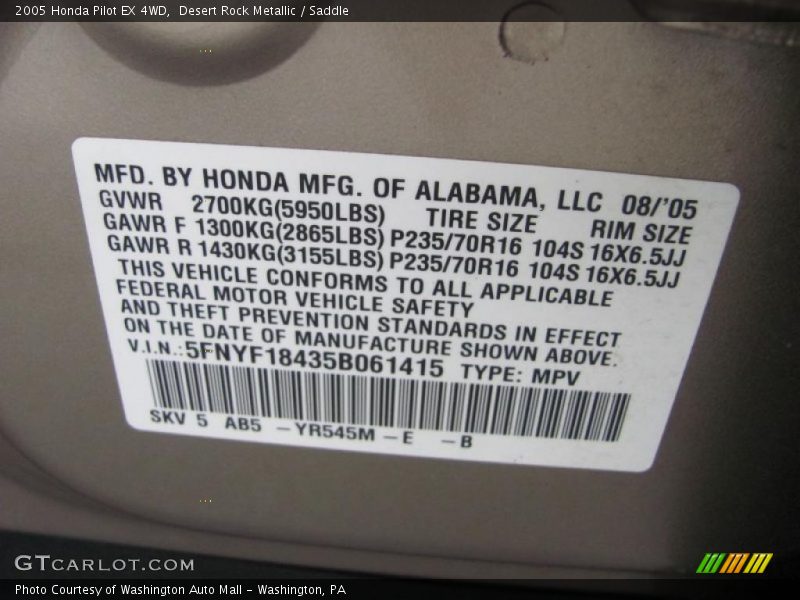 2005 Honda Pilot EX 4WD,  Desert Rock Metallic / Saddle
MFD. BY HONDA MFG. OF ALABAMA, LLC 08/'05
GVWR 2700KG(5950LBS) TIRE SIZE RIM SIZE
GAWR F 1300KG(2865LBS) P235/70R16 104S 16X6.5JJ
GAWR R 1430KG(3155LBS) P235/70R16 104S 16X6.5JJ
THIS VEHICLE CONFORMS TO ALL APPLICABLE
FEDERAL MOTOR VEHICLE SAFETY
AND THEFT PREVENTION STANDARDS IN EFFECT
ON THE DATE OF MANUFACTURE SHOWN ABOVE.
V.I.N.:5FNYF18435B061415 TYPE: MPV
SKV 5 AB5 -YR545M -E -B
GTCARLOT.COM
Photo Courtesy of Washington Auto Mall - Washington, PA